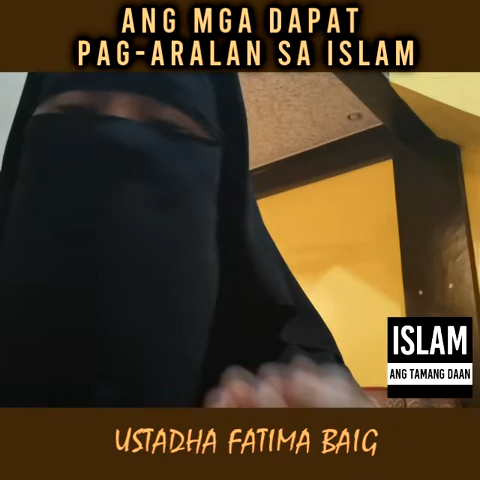 ANG MGA DAPAT
PAG-ARALAN SA ISLAM
ISLAM
ANG TAMANG DAAN
USTADHA FATIMA BAIG